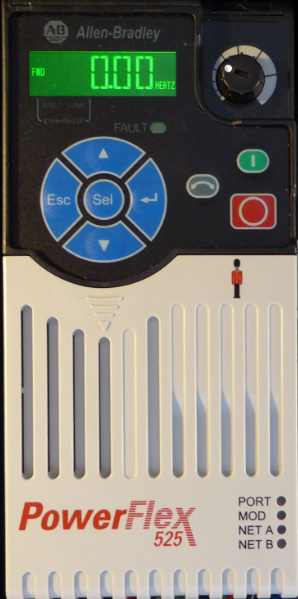 AB Allen-Bradley
FWD 0.00 HERTZ
FAULT
Esc Sel
PowerFlex
525
PORT
MOD
NET A
NET B